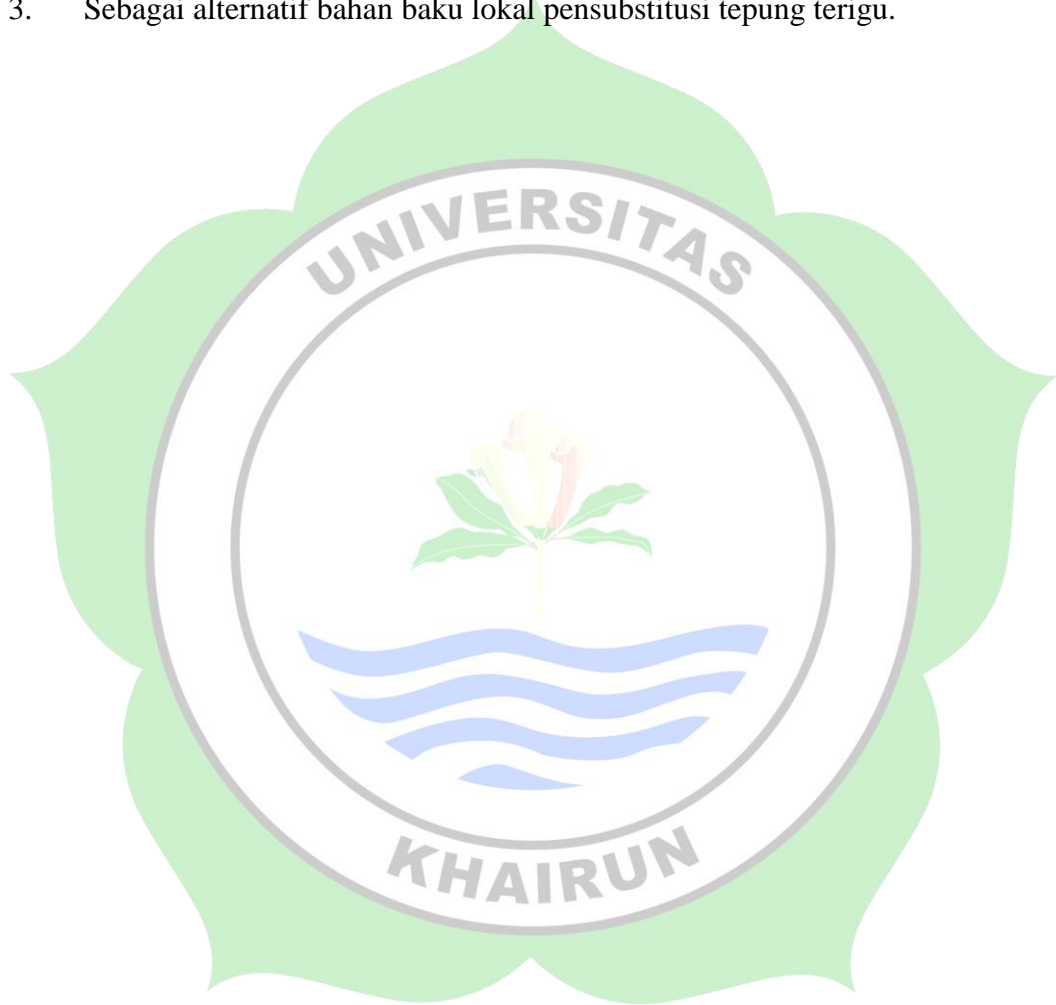 3. Sebagai alternatif bahan baku lokal pensubstitusi tepung terigu.
UNIVERSITAS
KHAIRUN